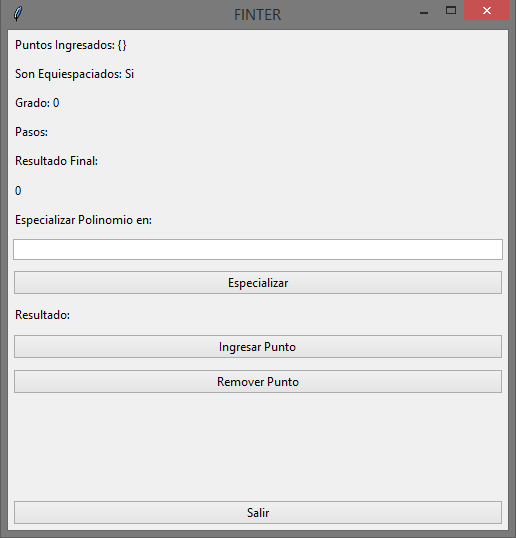 FINTER
Puntos Ingresados: {}
Son Equiespaciados: Si
Grado: 0
Pasos:
Resultado Final:
0
Especializar Polinomio en:
Especializar
Resultado:
Ingresar Punto
Remover Punto
Salir